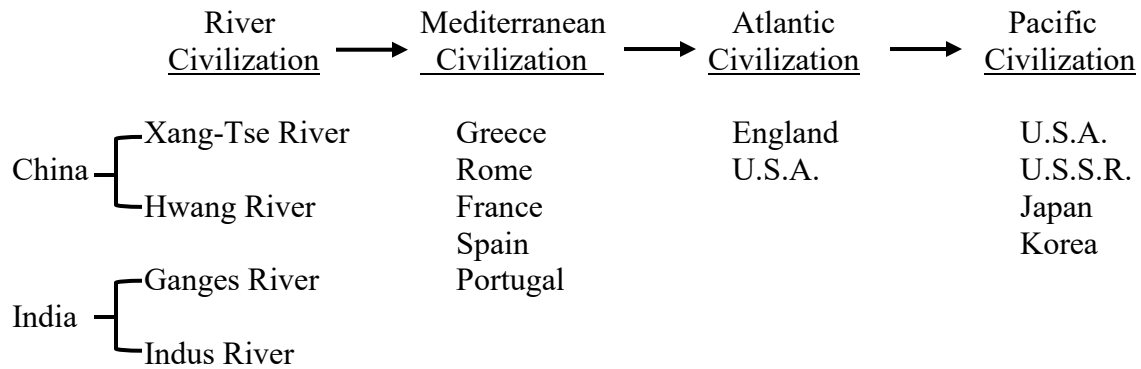 River Mediterranean Atlantic Pacific
Civilization Civilization Civilization Civilization
Xang-Tse River Greece England U.S.A.
China Rome U.S.A. U.S.S.R.
Hwang River France Japan
Spain Korea
Ganges River Portugal
India
Indus River